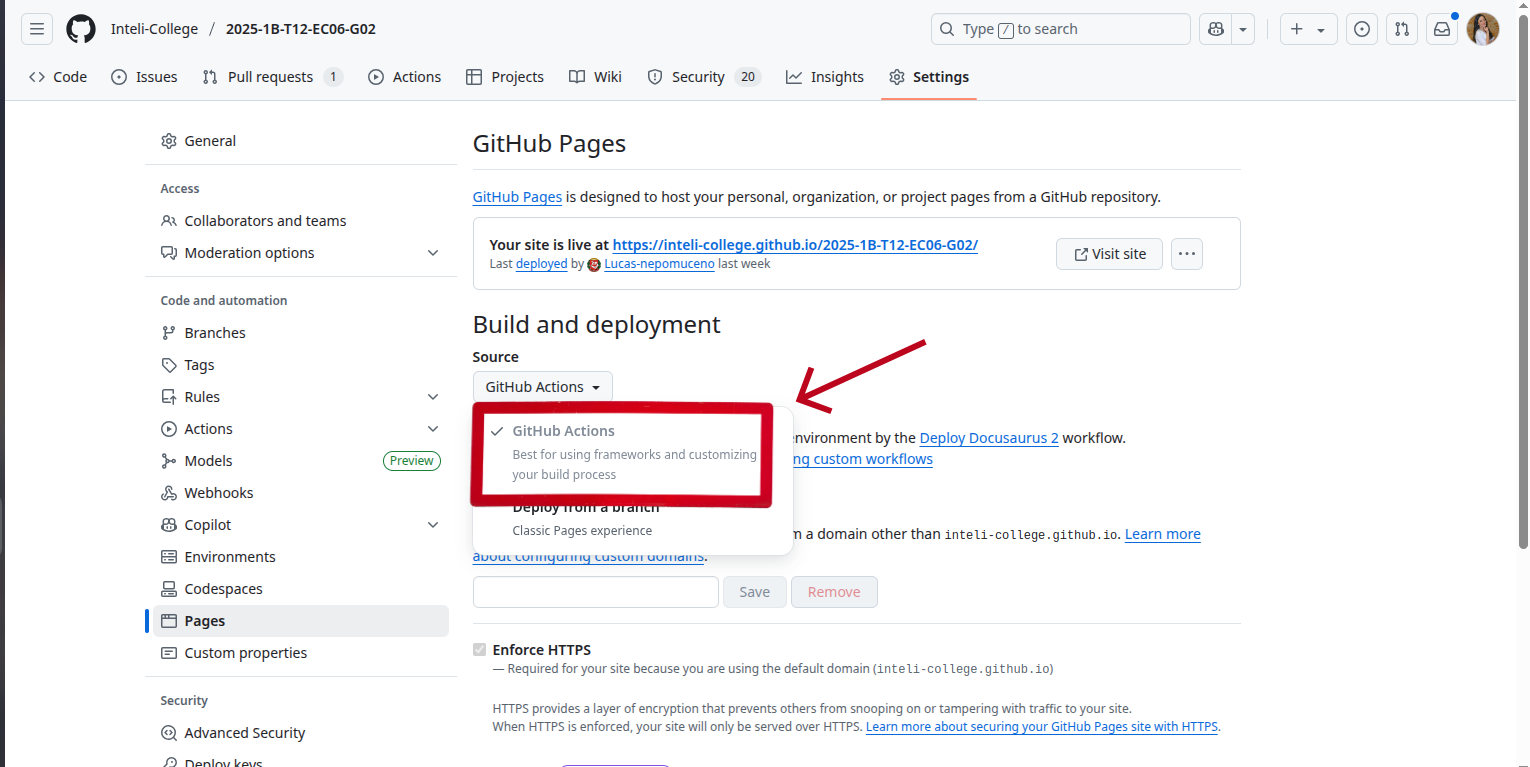 Inteli-College / 2025-1B-T12-EC06-G02
Type / to search
Code Issues Pull requests 1 Actions Projects Wiki Security 20 Insights Settings
General
Access
Collaborators and teams
Moderation options
Code and automation
Branches
Tags
Rules
Actions
Models Preview
Webhooks
Copilot
Environments
Codespaces
Pages
Custom properties
Security
Advanced Security
Deploy keys
GitHub Pages
GitHub Pages is designed to host your personal, organization, or project pages from a GitHub repository.
Your site is live at https://inteli-college.github.io/2025-1B-T12-EC06-G02/
Last deployed by Lucas-nepomuceno last week
Visit site
Build and deployment
Source
GitHub Actions
GitHub Actions
Best for using frameworks and customizing
your build process
Deploy from a branch
Classic Pages experience
environment by the Deploy Docusaurus 2 workflow.
ng custom workflows
m a domain other than inteli-college.github.io. Learn more
about configuring custom domains.
Save Remove
Enforce HTTPS
— Required for your site because you are using the default domain (inteli-college.github.io)
HTTPS provides a layer of encryption that prevents others from snooping on or tampering with traffic to your site.
When HTTPS is enforced, your site will only be served over HTTPS. Learn more about securing your GitHub Pages site with HTTPS.